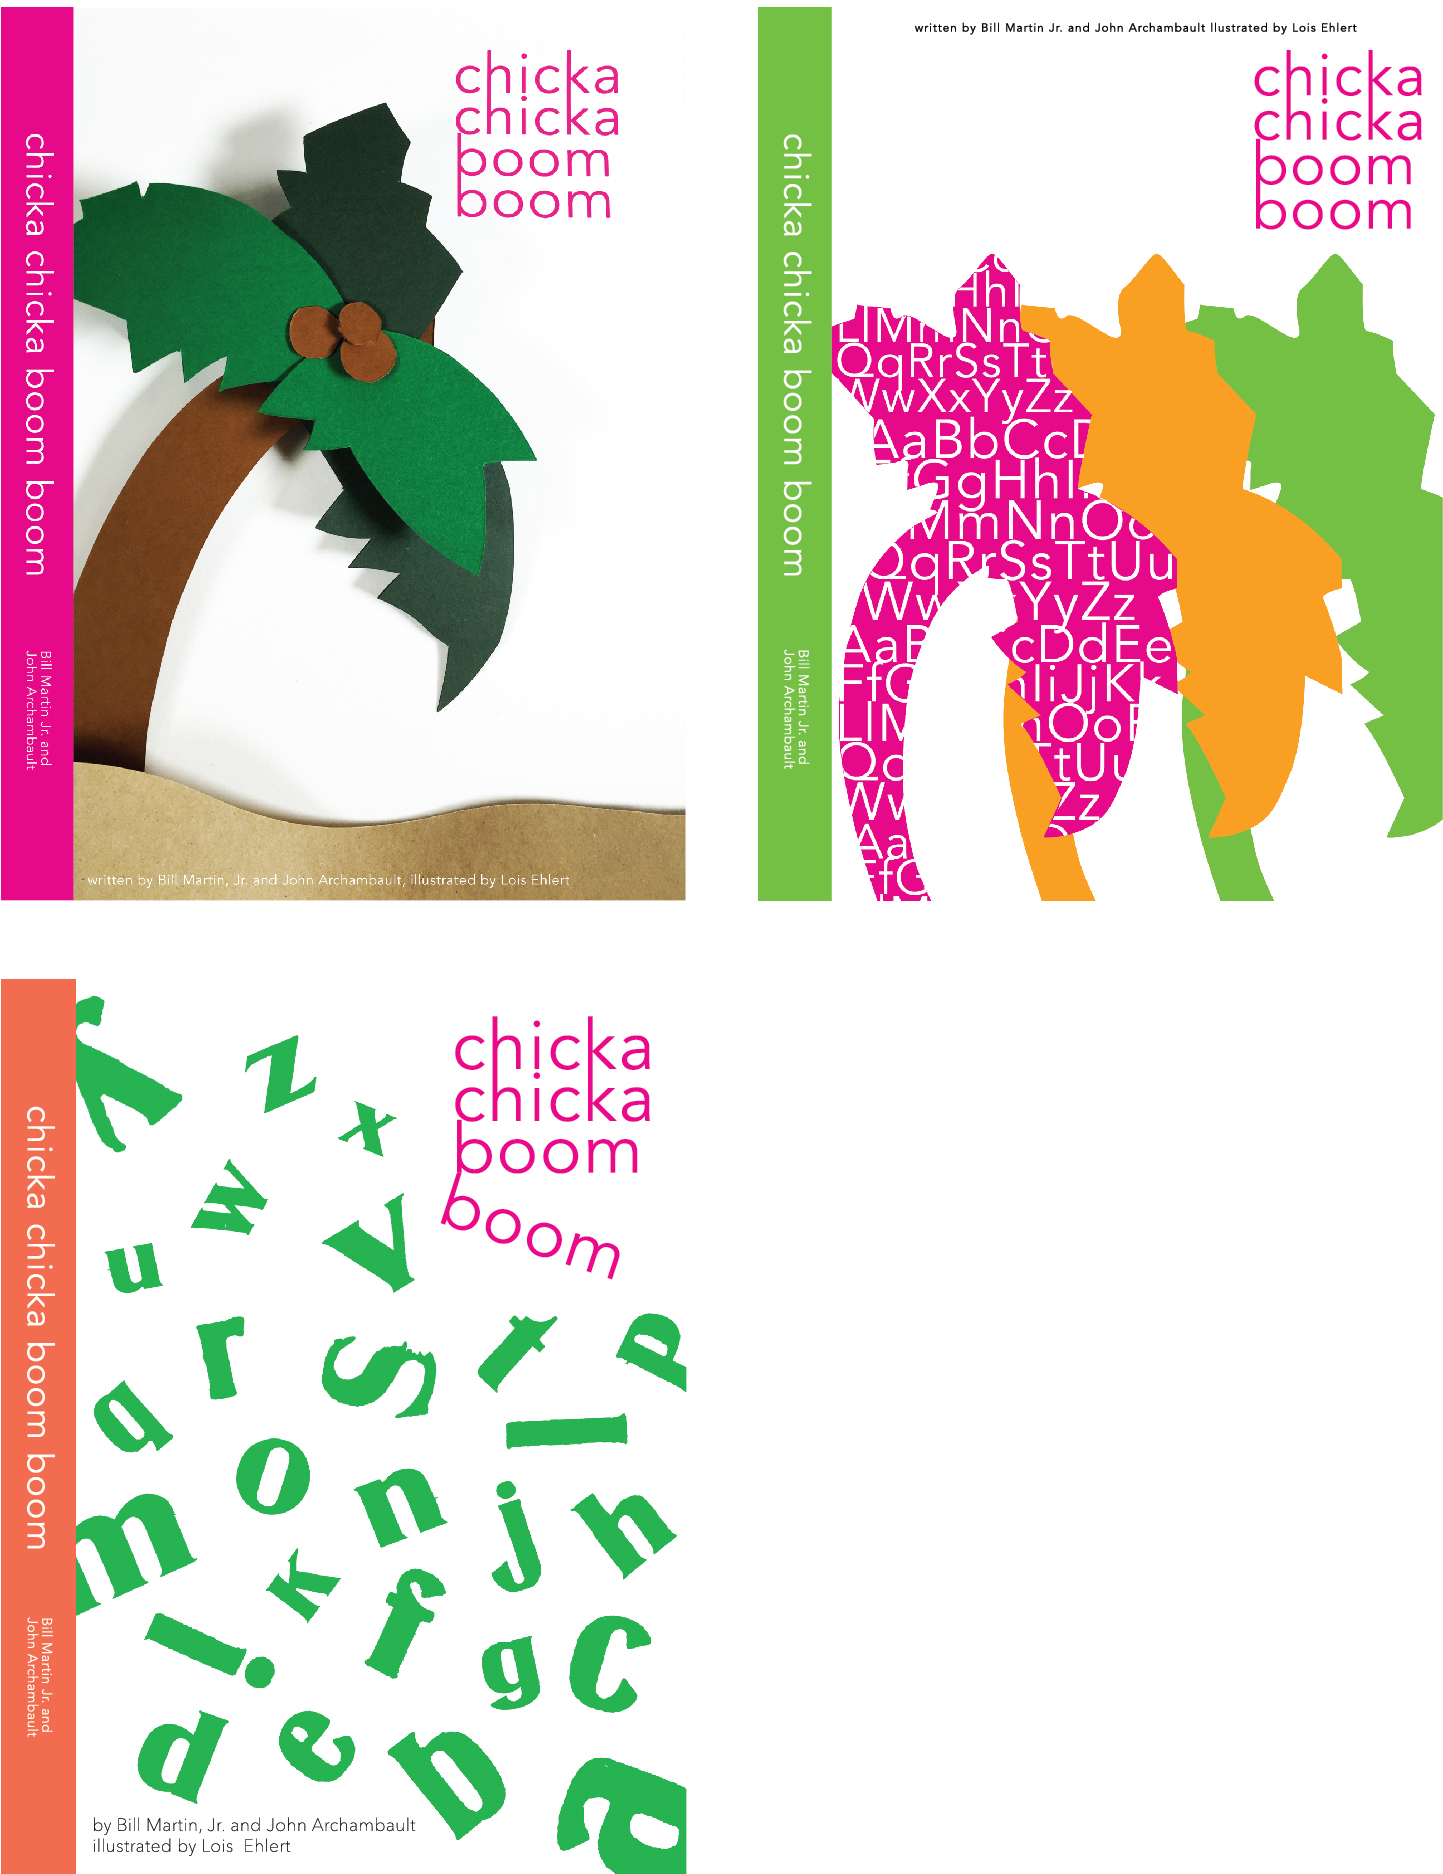 chicka chicka boom boom
Bill Martin Jr. and
John Archambault
chicka
chicka
boom
boom
written by Bill Martin, Jr. and John Archambault, illustrated by Lois Ehlert
chicka chicka boom boom
Bill Martin Jr. and
John Archambault
written by Bill Martin Jr. and John Archambault llustrated by Lois Ehlert
chicka
chicka
boom
boom
Hh
LlMmNn
QqRrSsTt
WwXxYyZz
AaBbCcD
GgHhI
MmNnOo
QqRrSsTtUu
Ww YyZz
AaB cDdEe
FfG IiJjK
LlM OoP
Qq tUu
Ww Zz
Aa
FfG
chicka chicka boom boom
Bill Martin Jr. and
John Archambault
chicka
chicka
boom
boom
y z x
w v
u
r s t p
q l
o n j h
m
k f
i g c
d e b a
by Bill Martin, Jr. and John Archambault
illustrated by Lois Ehlert